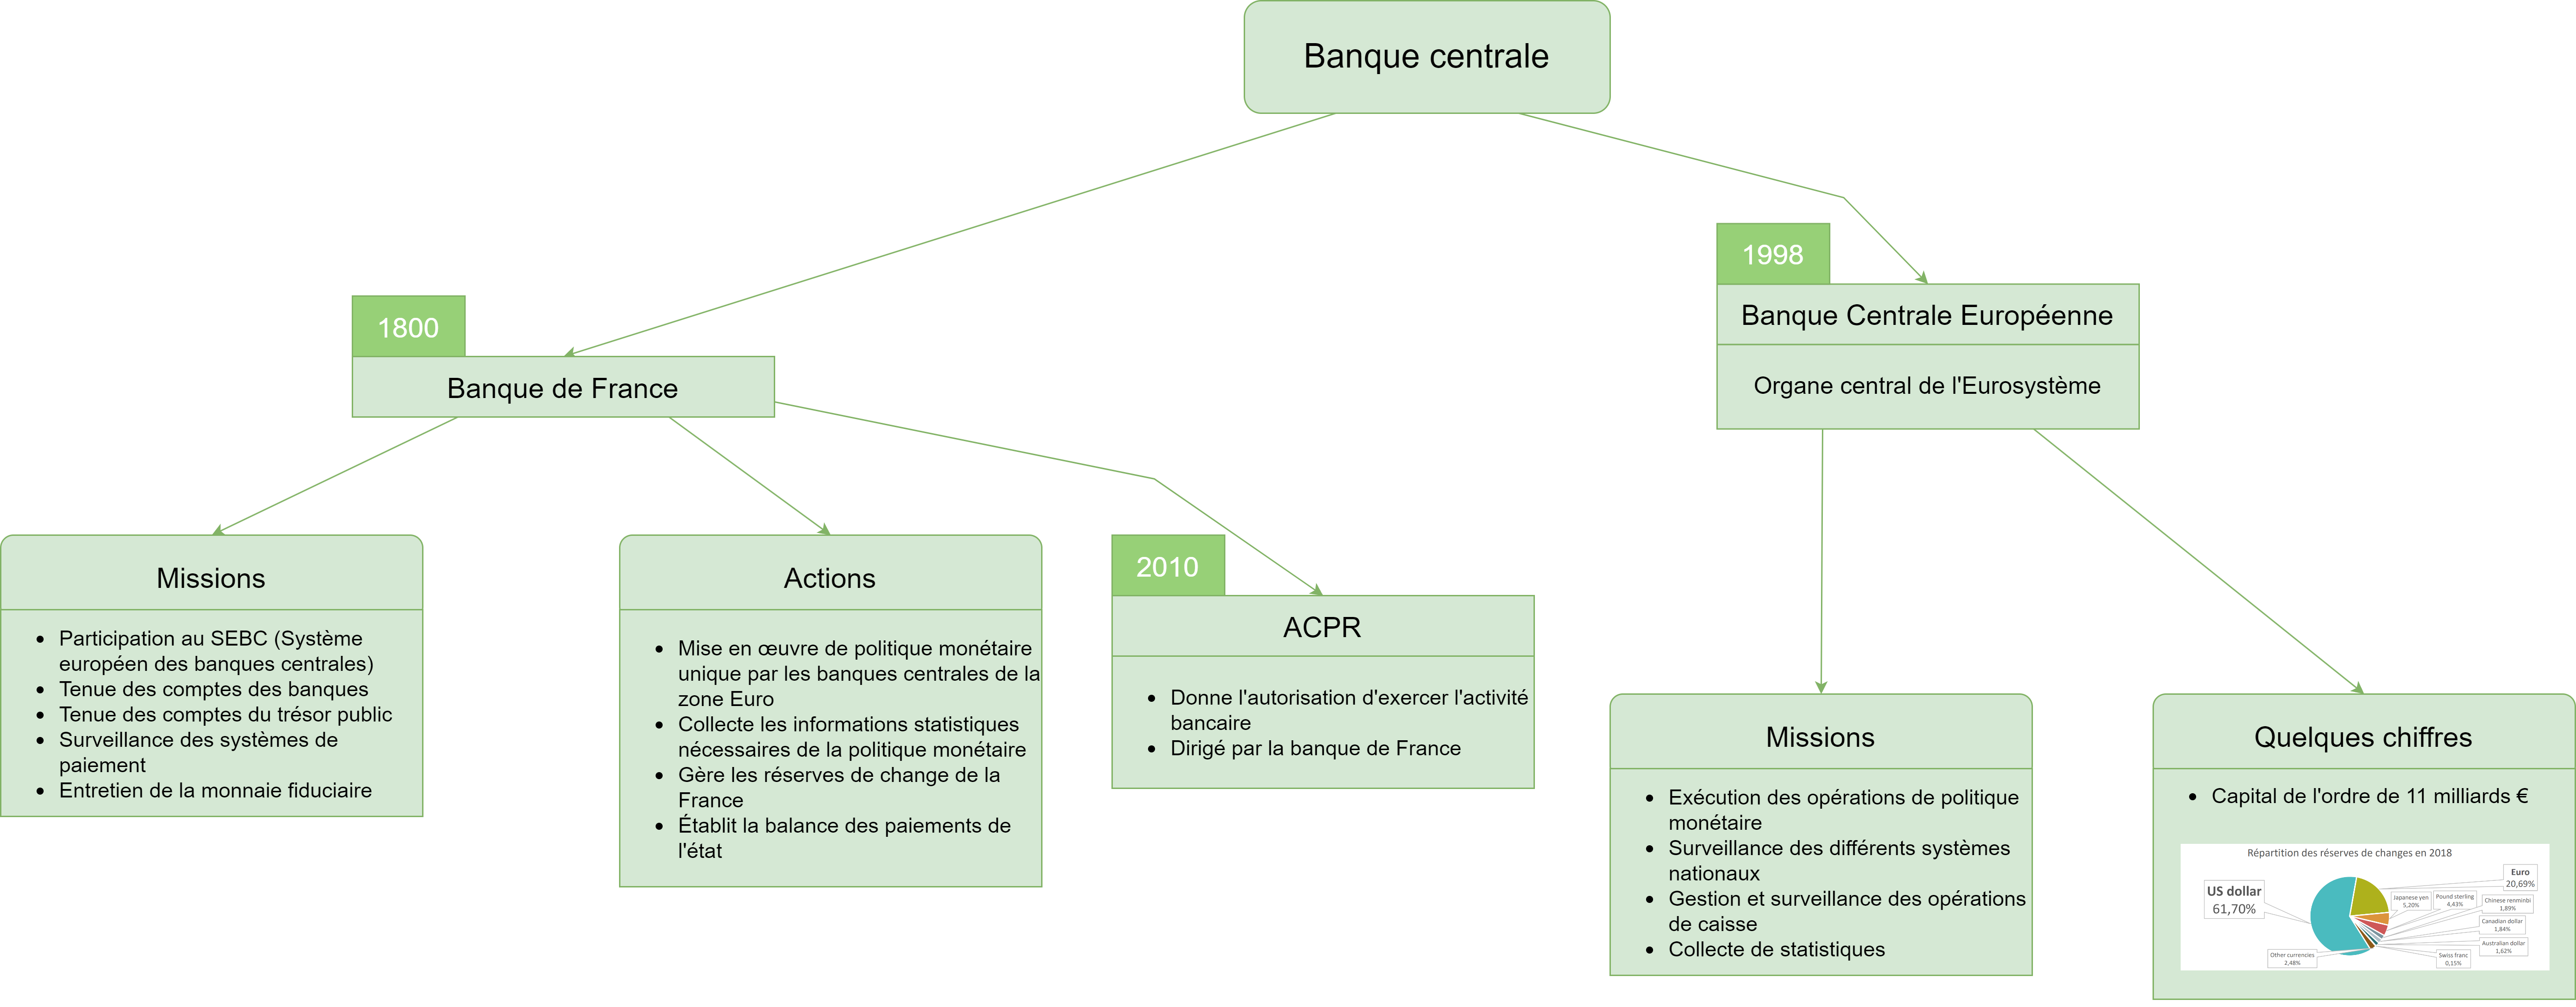 Banque centrale
1800
Banque de France
1998
Banque Centrale Européenne
Organe central de l'Eurosystème
Missions
Participation au SEBC (Système
européen des banques centrales)
Tenue des comptes des banques
Tenue des comptes du trésor public
Surveillance des systèmes de
paiement
Entretien de la monnaie fiduciaire
Actions
Mise en œuvre de politique monétaire
unique par les banques centrales de la
zone Euro
Collecte les informations statistiques
nécessaires de la politique monétaire
Gère les réserves de change de la
France
Établit la balance des paiements de
l'état
2010
ACPR
Donne l'autorisation d'exercer l'activité
bancaire
Dirigé par la banque de France
Missions
Exécution des opérations de politique
monétaire
Surveillance des différents systèmes
nationaux
Gestion et surveillance des opérations
de caisse
Collecte de statistiques
Quelques chiffres
Capital de l'ordre de 11 milliards €
Répartition des réserves de changes en 2018
US dollar
61,70%
Euro
20,69%
Japanese yen
5,20%
Pound sterling
4,43%
Chinese renminbi
1,89%
Canadian dollar
1,84%
Australian dollar
1,62%
Swiss franc
0,15%
Other currencies
2,48%